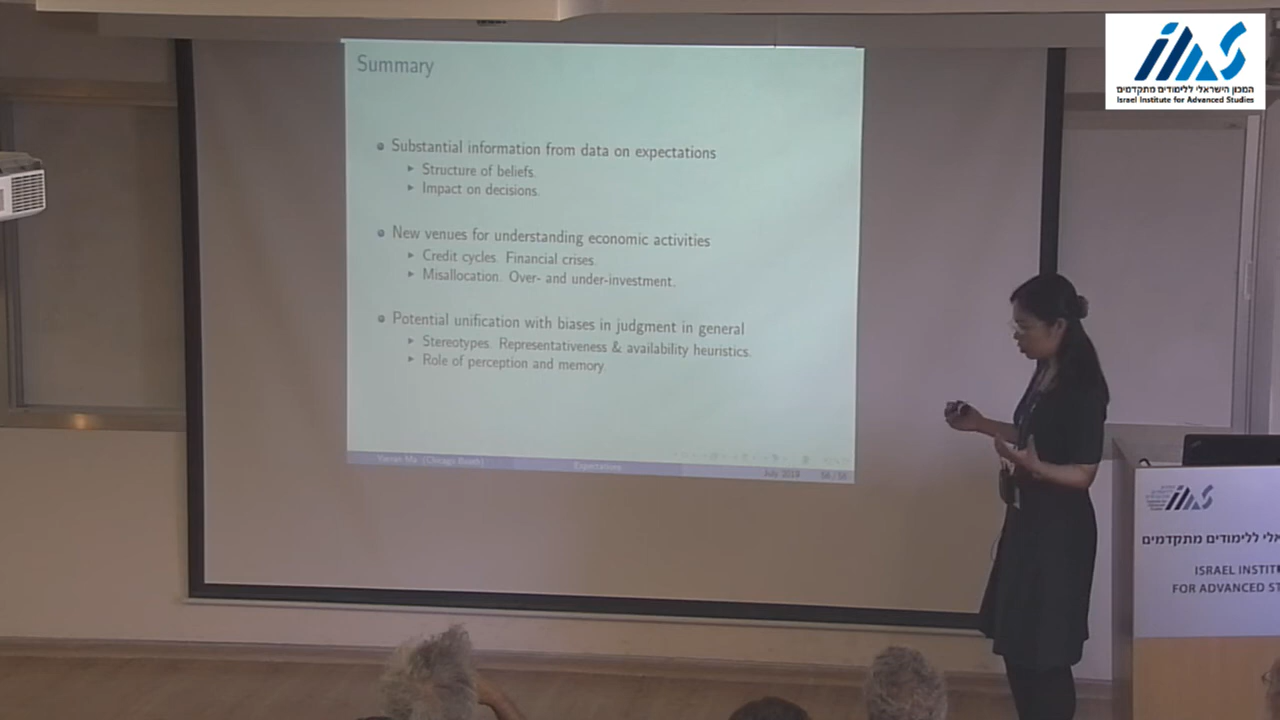 Summary
Substantial information from data on expectations
Structure of beliefs.
Impact on decisions.
New venues for understanding economic activities
Credit cycles. Financial crises.
Misallocation. Over- and under-investment.
Potential unification with biases in judgment in general
Stereotypes. Representativeness & availability heuristics.
Role of perception and memory.
Yueran Ma (Chicago Booth)
Expectations
July 2019
המכון הישראלי ללימודים מתקדמים
Israel Institute for Advanced Studies
אלי ללימודים מתקדמים
ISRAEL INSTIT
FOR ADVANCED ST